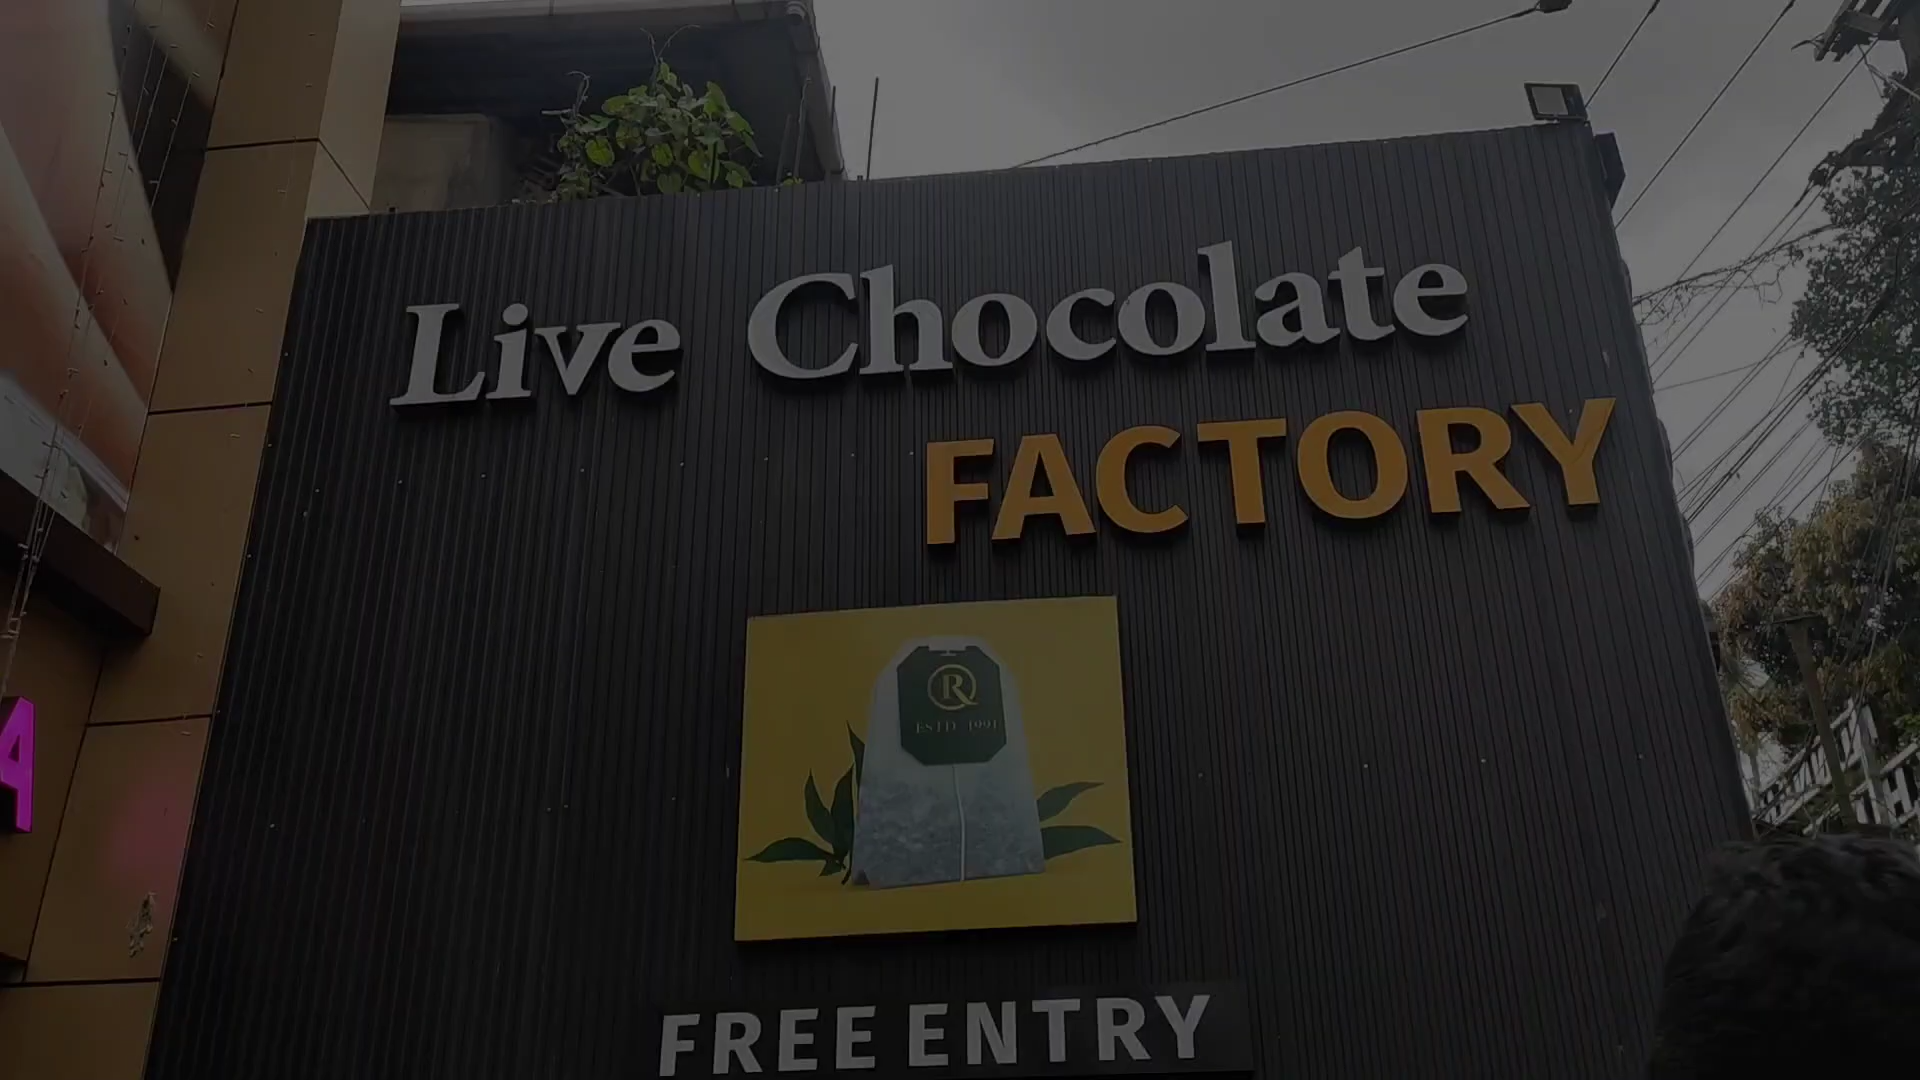 Live Chocolate
FACTORY
R
ESTD 1991
FREE ENTRY
A